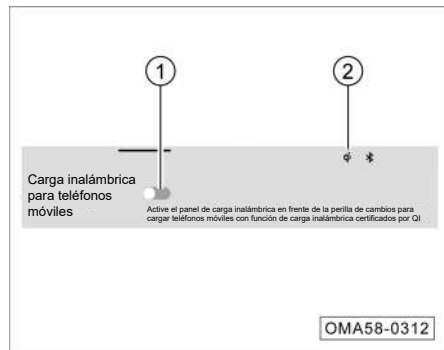 1
2
Carga inalámbrica
para teléfonos
móviles
Active el panel de carga inalámbrica en frente de la perilla de cambios para
cargar teléfonos móviles con función de carga inalámbrica certificados por QI
OMA58-0312